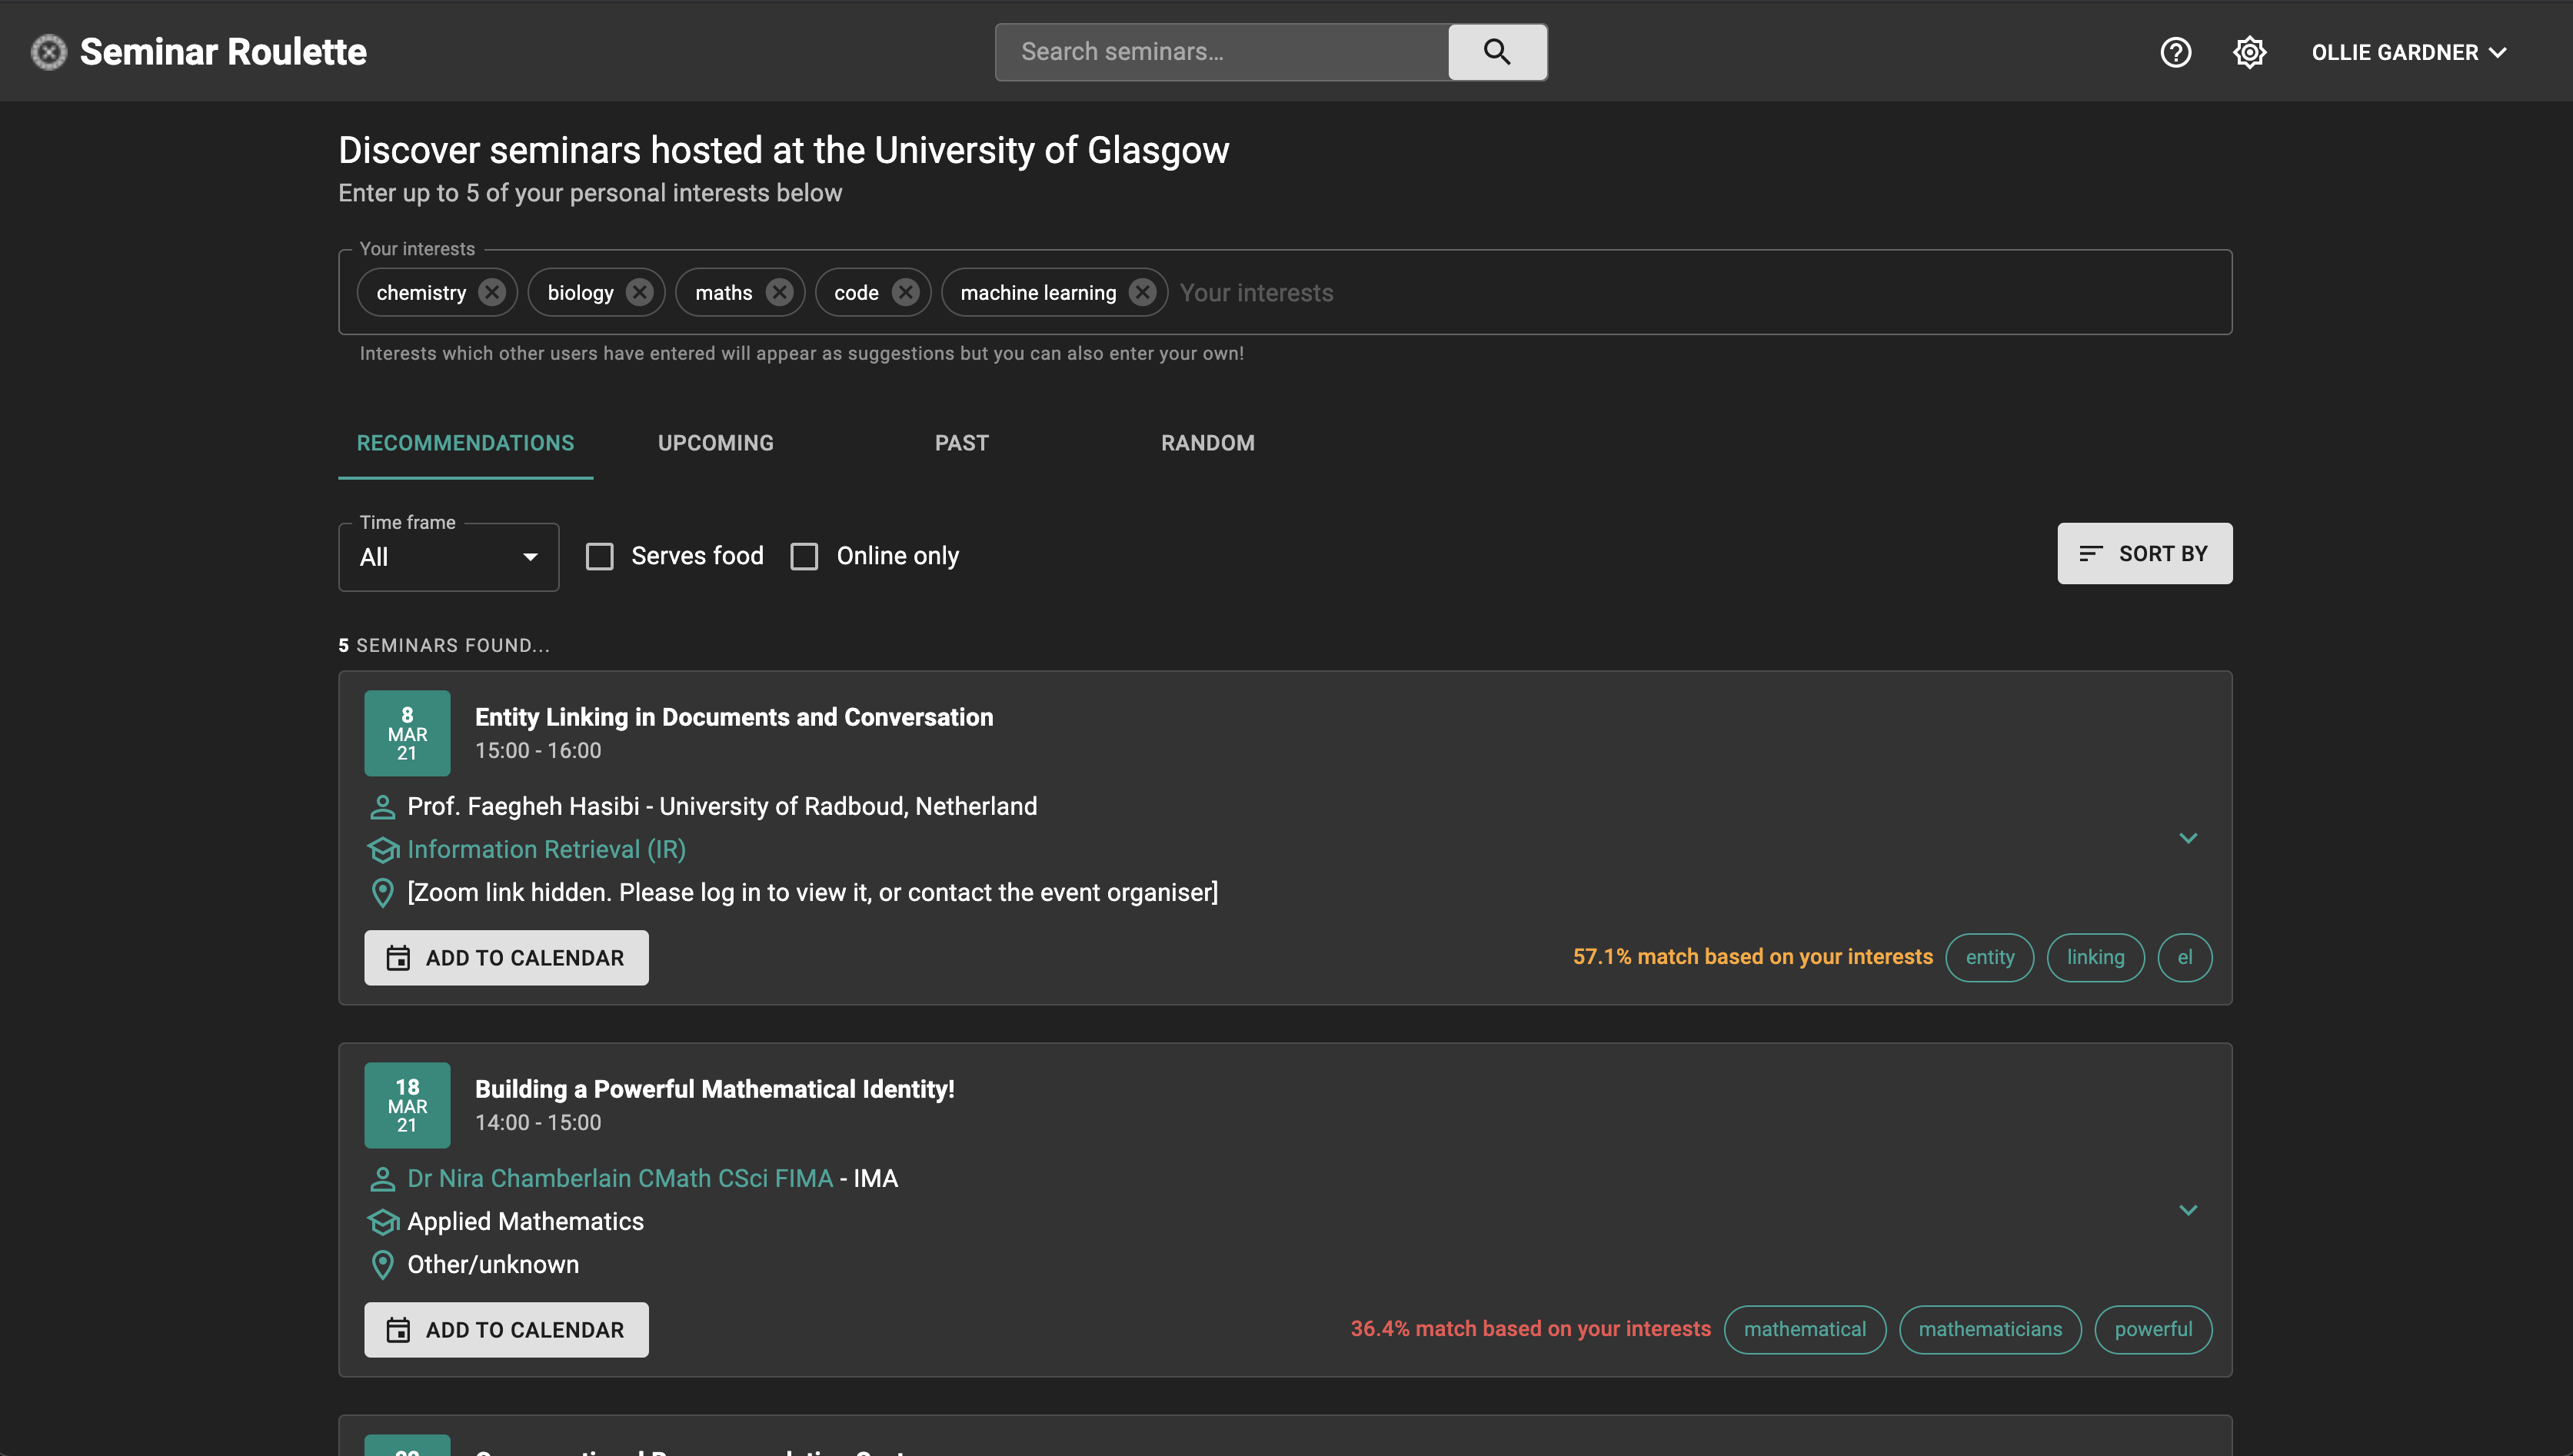 Seminar Roulette
Search seminars...
OLLIE GARDNER
Discover seminars hosted at the University of Glasgow
Enter up to 5 of your personal interests below
Your interests
chemistry biology maths code machine learning Your interests
Interests which other users have entered will appear as suggestions but you can also enter your own!
RECOMMENDATIONS UPCOMING PAST RANDOM
Time frame
All
Serves food
Online only
SORT BY
5 SEMINARS FOUND...
8
MAR
21
Entity Linking in Documents and Conversation
15:00 - 16:00
Prof. Faegheh Hasibi - University of Radboud, Netherland
Information Retrieval (IR)
[Zoom link hidden. Please log in to view it, or contact the event organiser]
ADD TO CALENDAR
57.1% match based on your interests entity linking el
18
MAR
21
Building a Powerful Mathematical Identity!
14:00 - 15:00
Dr Nira Chamberlain CMath CSci FIMA - IMA
Applied Mathematics
Other/unknown
ADD TO CALENDAR
36.4% match based on your interests mathematical mathematicians powerful